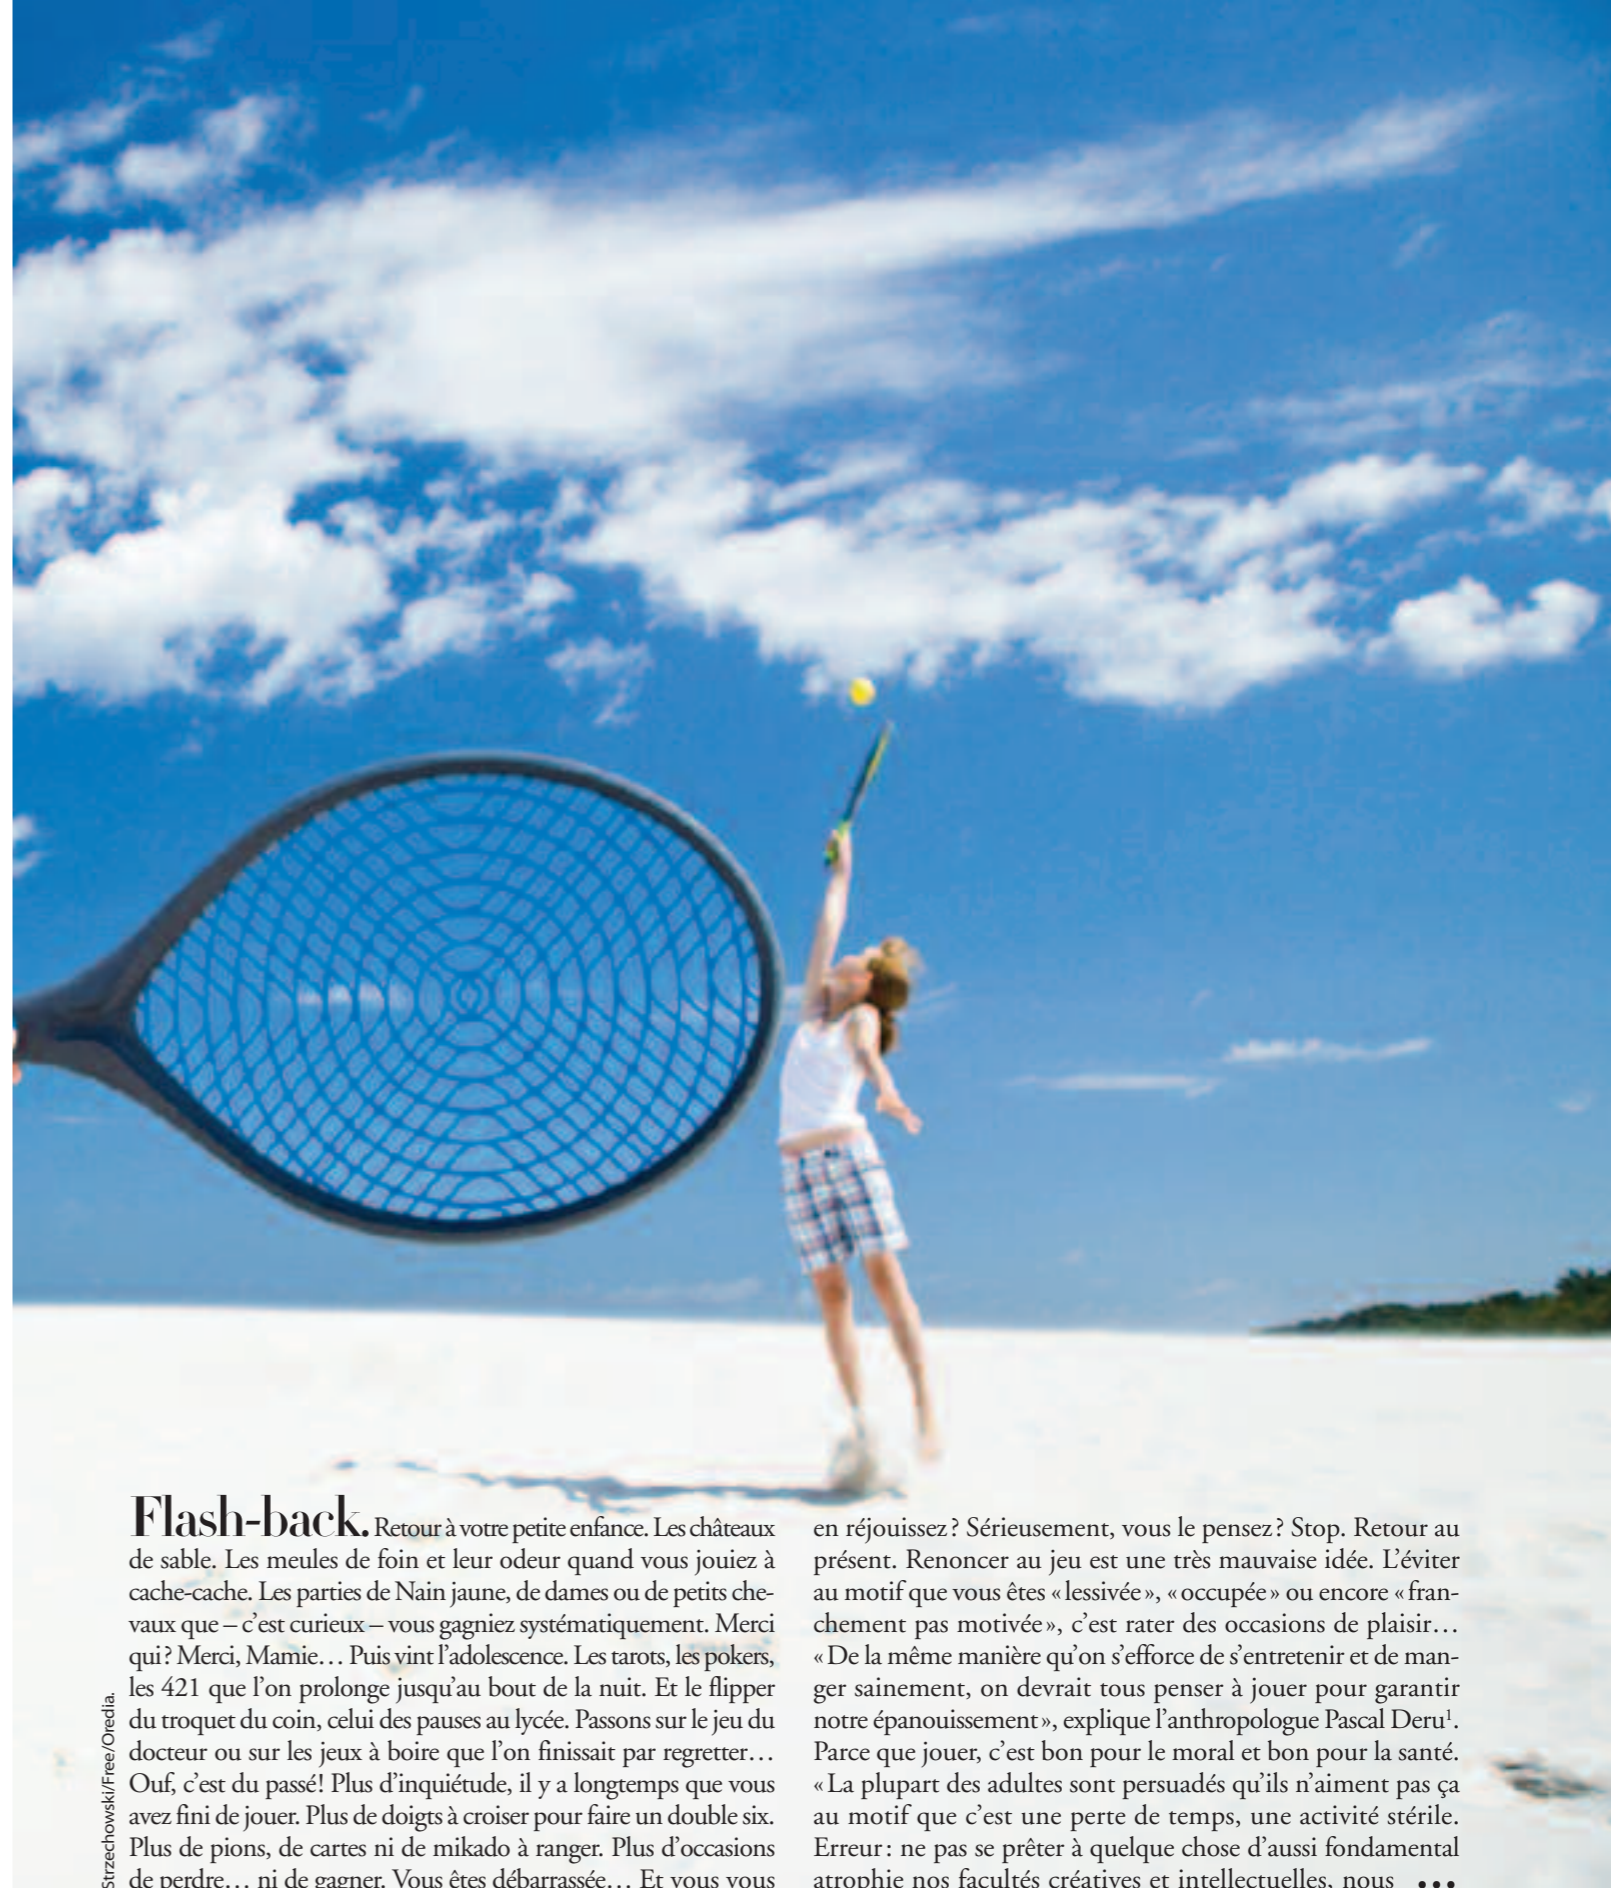 Flash-back. Retour à votre petite enfance. Les châteaux
de sable. Les meules de foin et leur odeur quand vous jouiez à
cache-cache. Les parties de Nain jaune, de dames ou de petits che-
vaux que – c’est curieux – vous gagniez systématiquement. Merci
qui ? Merci, Mamie… Puis vint l’adolescence. Les tarots, les pokers,
les 421 que l’on prolonge jusqu’au bout de la nuit. Et le flipper
du troquet du coin, celui des pauses au lycée. Passons sur le jeu du
docteur ou sur les jeux à boire que l’on finissait par regretter…
Ouf, c’est du passé! Plus d’inquiétude, il y a longtemps que vous
avez fini de jouer. Plus de doigts à croiser pour faire un double six.
Plus de pions, de cartes ni de mikado à ranger. Plus d’occasions
de perdre… ni de gagner. Vous êtes débarrassée… Et vous vous
en réjouissez ? Sérieusement, vous le pensez ? Stop. Retour au
présent. Renoncer au jeu est une très mauvaise idée. L’éviter
au motif que vous êtes « lessivée », « occupée » ou encore « fran-
chement pas motivée », c’est rater des occasions de plaisir…
« De la même manière qu’on s’efforce de s’entretenir et de man-
ger sainement, on devrait tous penser à jouer pour garantir
notre épanouissement », explique l’anthropologue Pascal Deru¹.
Parce que jouer, c’est bon pour le moral et bon pour la santé.
« La plupart des adultes sont persuadés qu’ils n’aiment pas ça
au motif que c’est une perte de temps, une activité stérile.
Erreur : ne pas se prêter à quelque chose d’aussi fondamental
atrophie nos facultés créatives et intellectuelles, nous •••
Strzechowski/Free/Oredia.